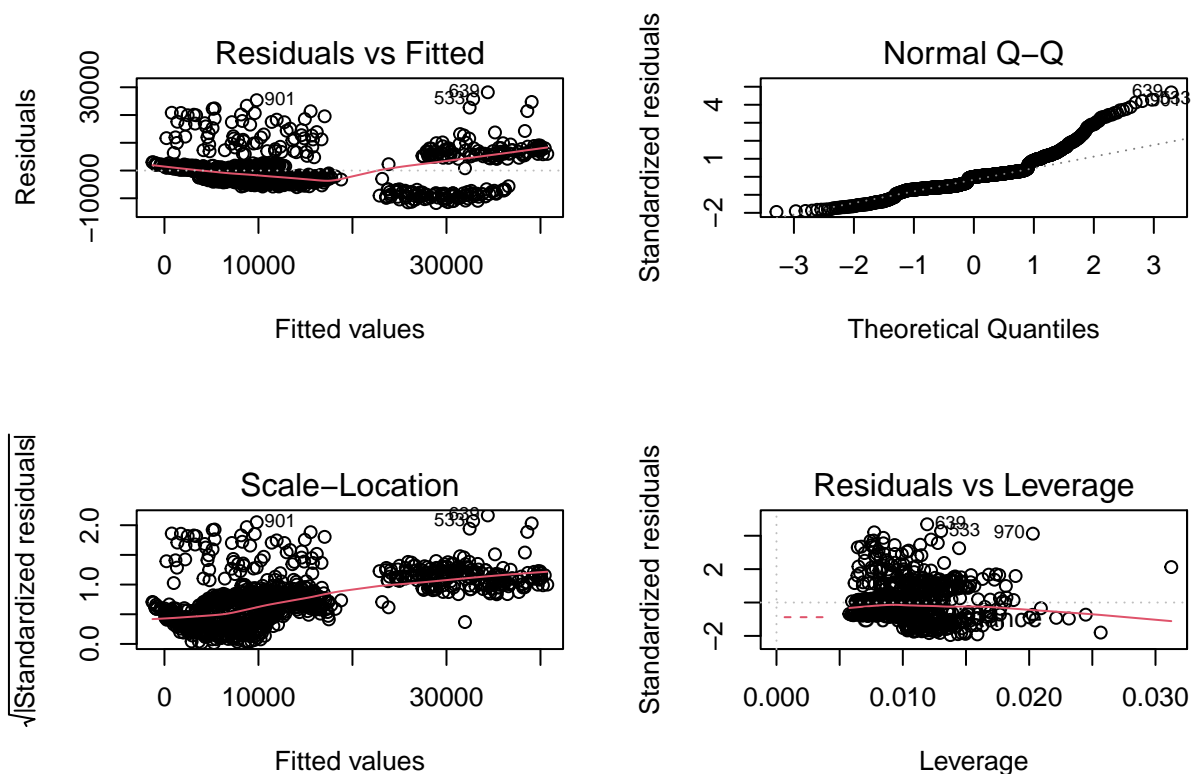 Residuals vs Fitted
Residuals
30000
−10000
901
639
533
0 10000 30000
Fitted values
Normal Q−Q
Standardized residuals
4
1
−2
639
901
533
−3 −2 −1 0 1 2 3
Theoretical Quantiles
Scale−Location
√|Standardized residuals|
2.0
1.0
0.0
901
639
533
0 10000 30000
Fitted values
Residuals vs Leverage
Standardized residuals
2
−2
639
533
970
0.000 0.010 0.020 0.030
Leverage